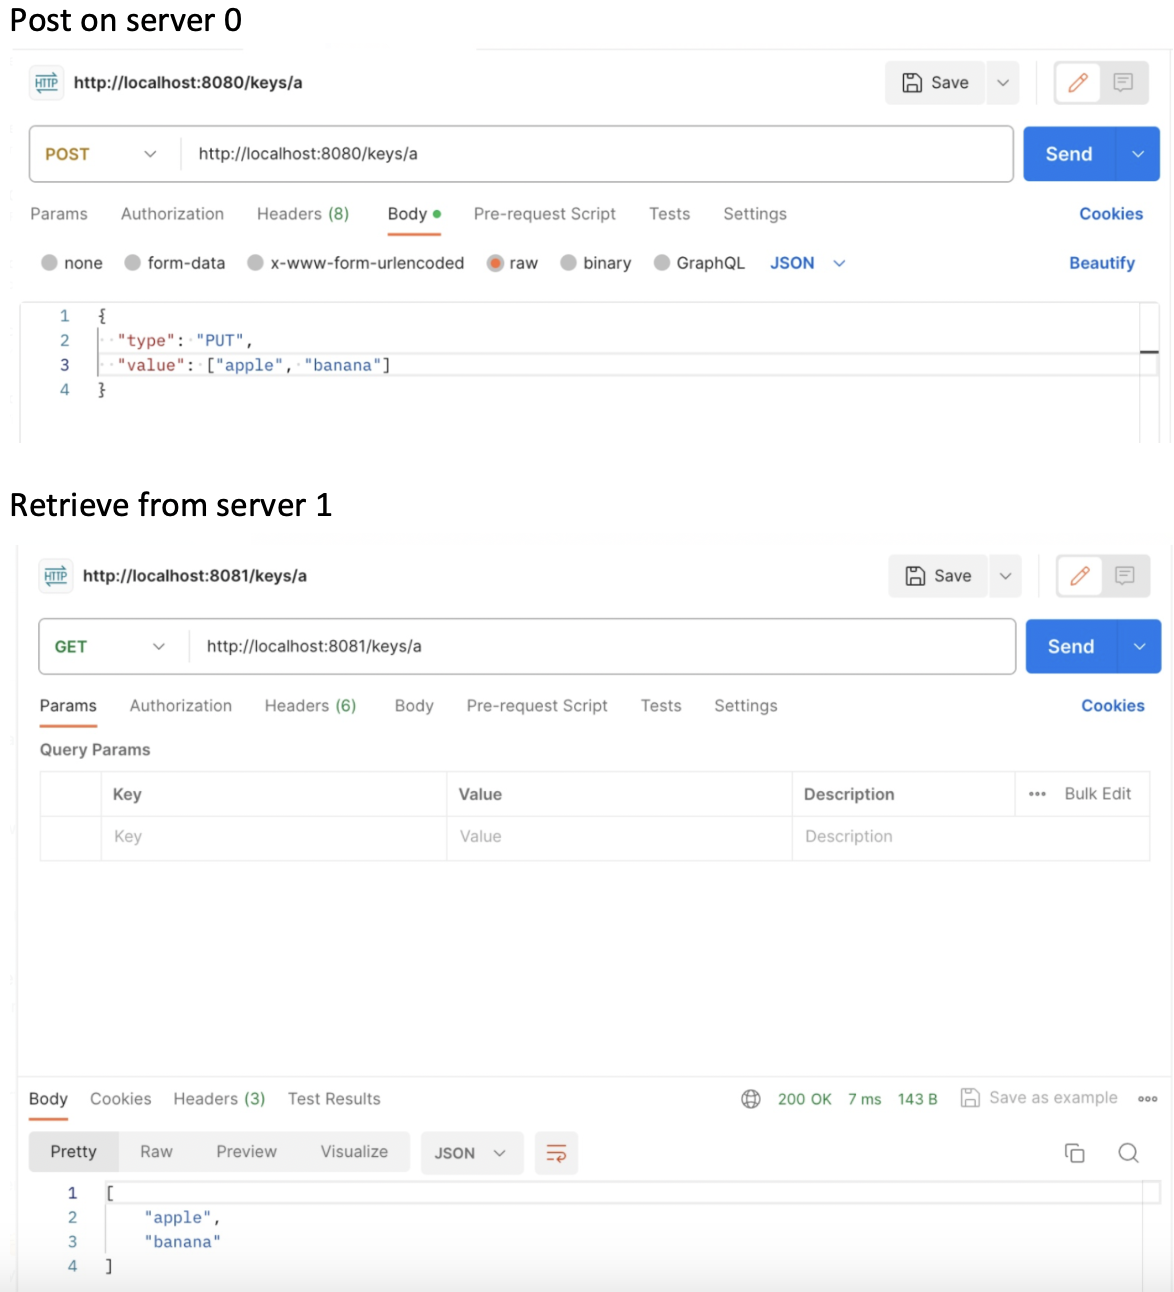 Post on server 0
HTTP http://localhost:8080/keys/a Save
POST http://localhost:8080/keys/a Send
Params Authorization Headers (8) Body Pre-request Script Tests Settings Cookies
none form-data x-www-form-urlencoded raw binary GraphQL JSON Beautify
1 {
2 "type": "PUT",
3 "value": ["apple", "banana"]
4 }
Retrieve from server 1
HTTP http://localhost:8081/keys/a Save
GET http://localhost:8081/keys/a Send
Params Authorization Headers (6) Body Pre-request Script Tests Settings Cookies
Query Params
Key Value Description ••• Bulk Edit
Key Value Description
Body Cookies Headers (3) Test Results 200 OK 7 ms 143 B Save as example
Pretty Raw Preview Visualize JSON
1 [
2 "apple",
3 "banana"
4 ]